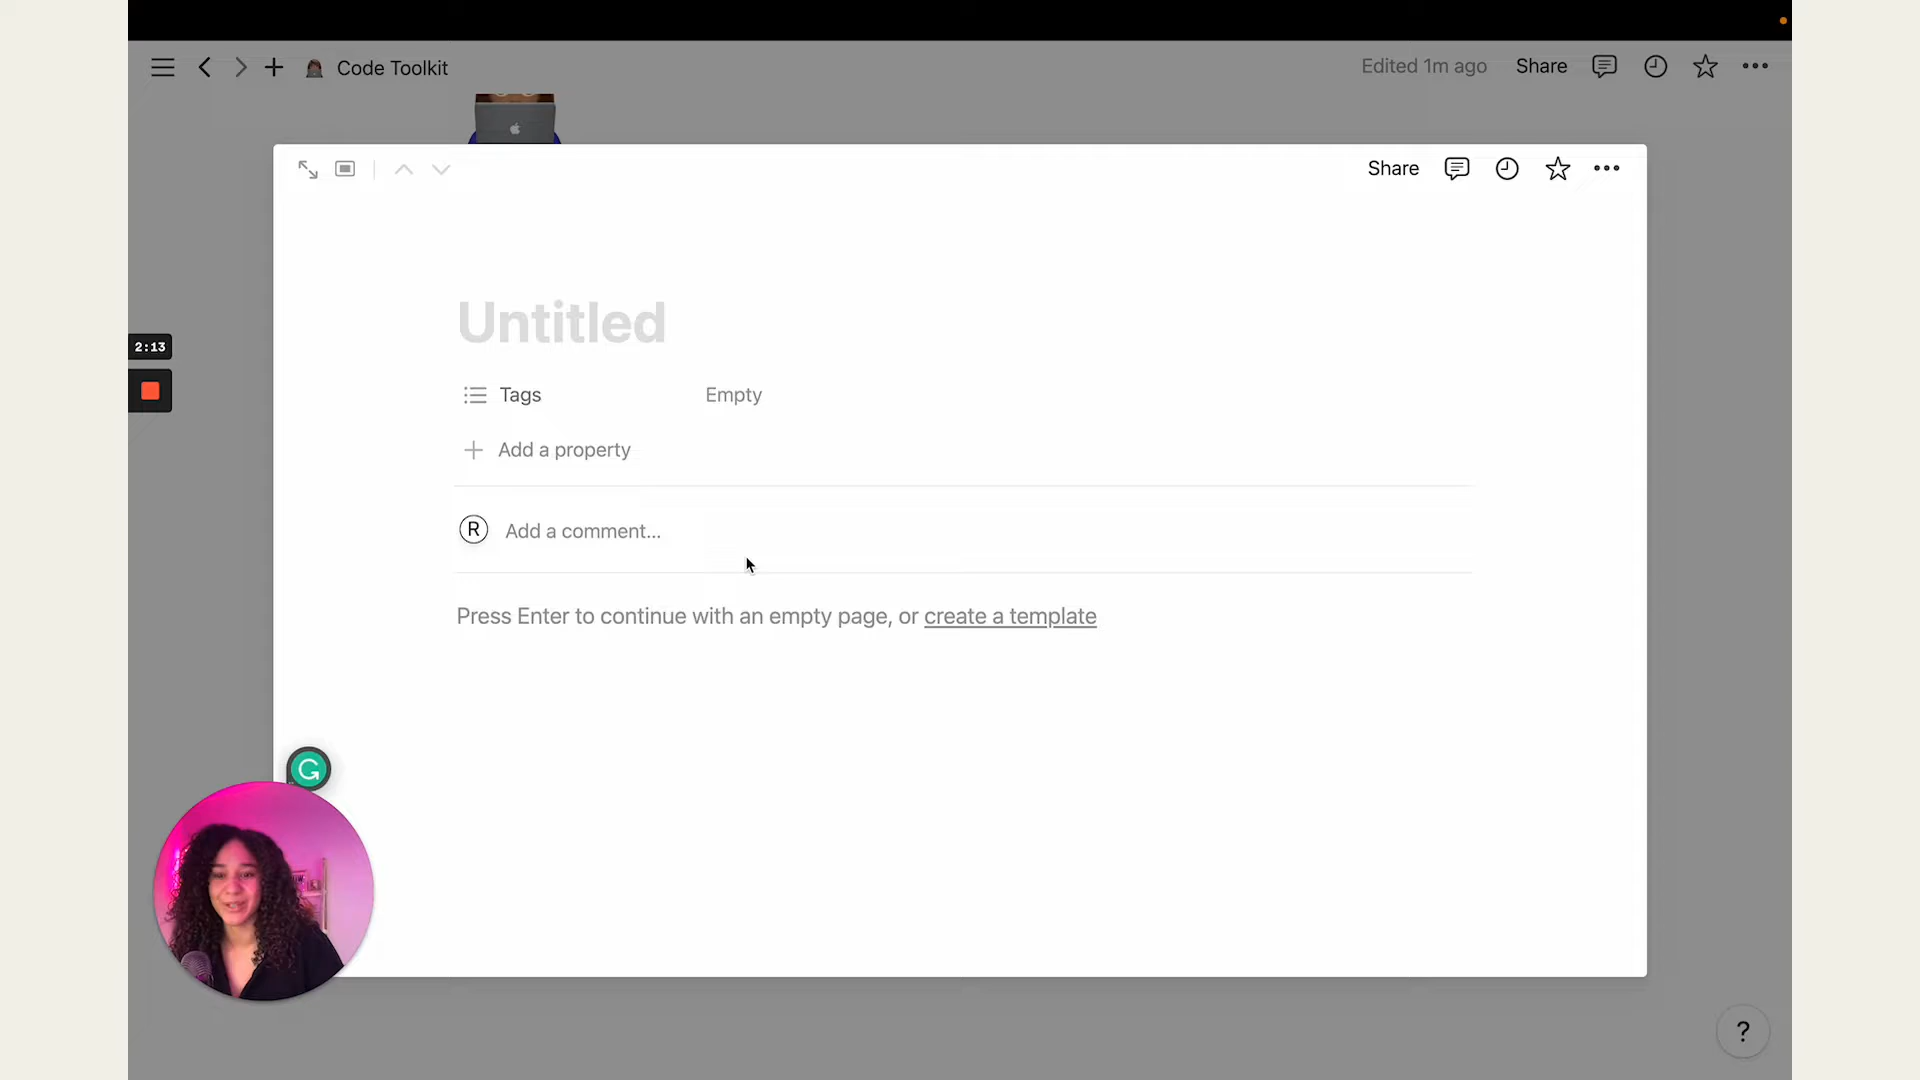 Code Toolkit
Edited 1m ago
Share
Share
Untitled
2:13
Tags
Empty
Add a property
R
Add a comment...
Press Enter to continue with an empty page, or create a template
?